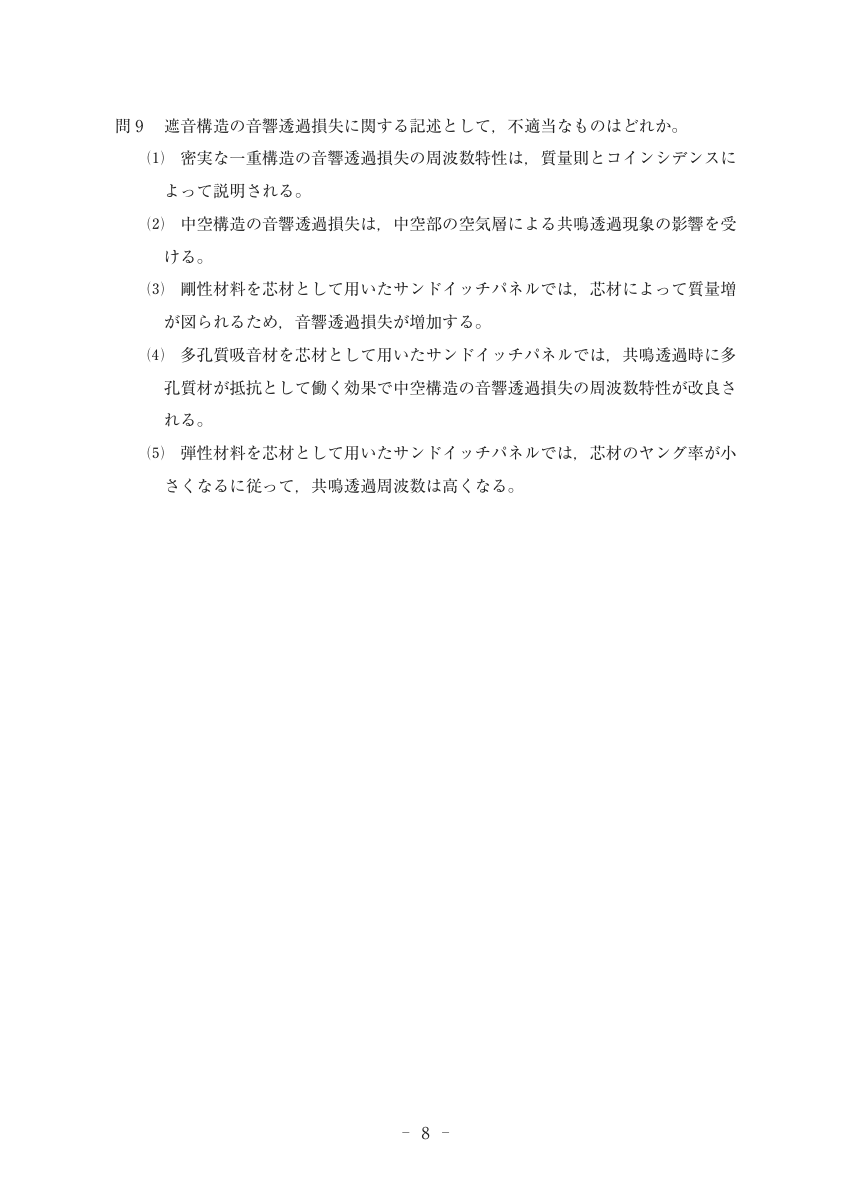 問9　遮音構造の音響透過損失に関する記述として，不適当なものはどれか。
⑴　密実な一重構造の音響透過損失の周波数特性は，質量則とコインシデンスに
よって説明される。
⑵　中空構造の音響透過損失は，中空部の空気層による共鳴透過現象の影響を受
ける。
⑶　剛性材料を芯材として用いたサンドイッチパネルでは，芯材によって質量増
が図られるため，音響透過損失が増加する。
⑷　多孔質吸音材を芯材として用いたサンドイッチパネルでは，共鳴透過時に多
孔質材が抵抗として働く効果で中空構造の音響透過損失の周波数特性が改良さ
れる。
⑸　弾性材料を芯材として用いたサンドイッチパネルでは，芯材のヤング率が小
さくなるに従って，共鳴透過周波数は高くなる。
－ 8 －